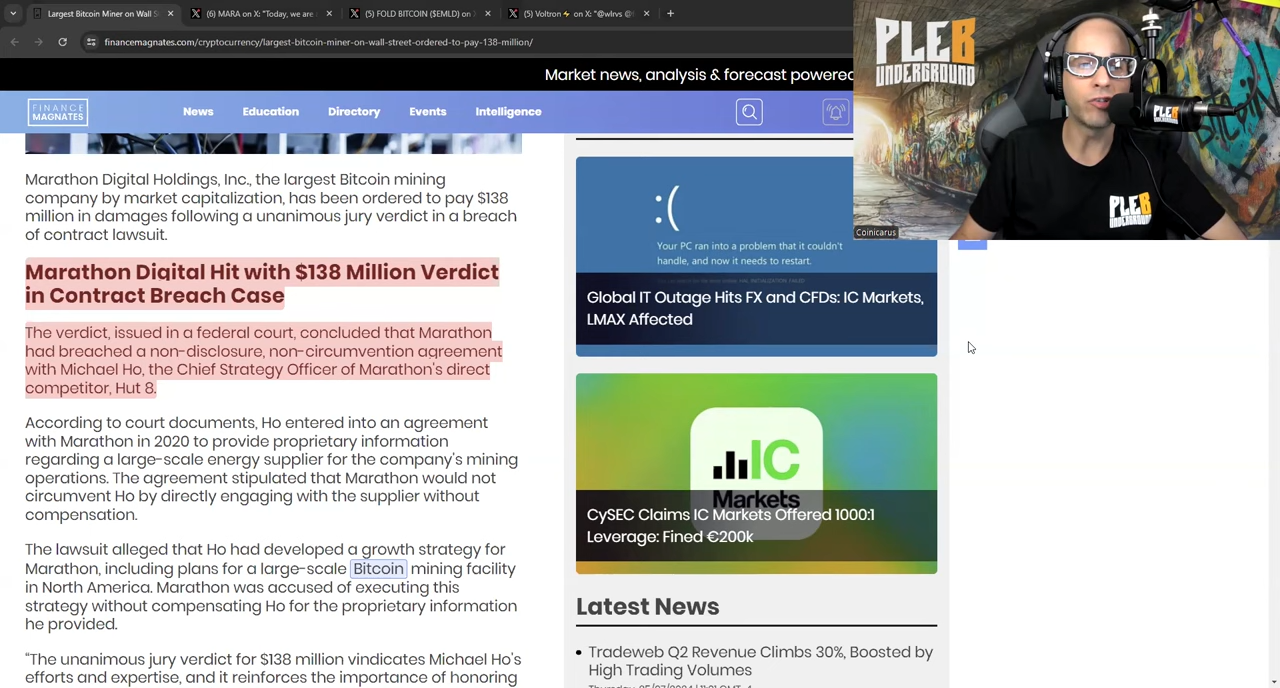 Largest Bitcoin Miner on Wall S
(6) MARA on X: "Today, we are
(5) FOLD BITCOIN ($EMLD) on
(5) Voltron⚡ on X: "@wlrvs @
financemagnates.com/cryptocurrency/largest-bitcoin-miner-on-wall-street-ordered-to-pay-138-million/
Market news, analysis & forecast powered
FINANCE
MAGNATES
News
Education
Directory
Events
Intelligence
PLEB
UNDERGROUND
PLEB
PLEB
UNDERGROUND
Coinicarus
Marathon Digital Holdings, Inc., the largest Bitcoin mining
company by market capitalization, has been ordered to pay $138
million in damages following a unanimous jury verdict in a breach
of contract lawsuit.
Marathon Digital Hit with $138 Million Verdict
in Contract Breach Case
The verdict, issued in a federal court, concluded that Marathon
had breached a non-disclosure, non-circumvention agreement
with Michael Ho, the Chief Strategy Officer of Marathon's direct
competitor, Hut 8.
According to court documents, Ho entered into an agreement
with Marathon in 2020 to provide proprietary information
regarding a large-scale energy supplier for the company's mining
operations. The agreement stipulated that Marathon would not
circumvent Ho by directly engaging with the supplier without
compensation.
The lawsuit alleged that Ho had developed a growth strategy for
Marathon, including plans for a large-scale Bitcoin mining facility
in North America. Marathon was accused of executing this
strategy without compensating Ho for the proprietary information
he provided.
"The unanimous jury verdict for $138 million vindicates Michael Ho's
efforts and expertise, and it reinforces the importance of honoring
:(
Your PC ran into a problem that it couldn't
handle, and now it needs to restart.
Global IT Outage Hits FX and CFDs: IC Markets,
LMAX Affected
IC
Markets
CySEC Claims IC Markets Offered 1000:1
Leverage: Fined €200k
Latest News
Tradeweb Q2 Revenue Climbs 30%, Boosted by
High Trading Volumes